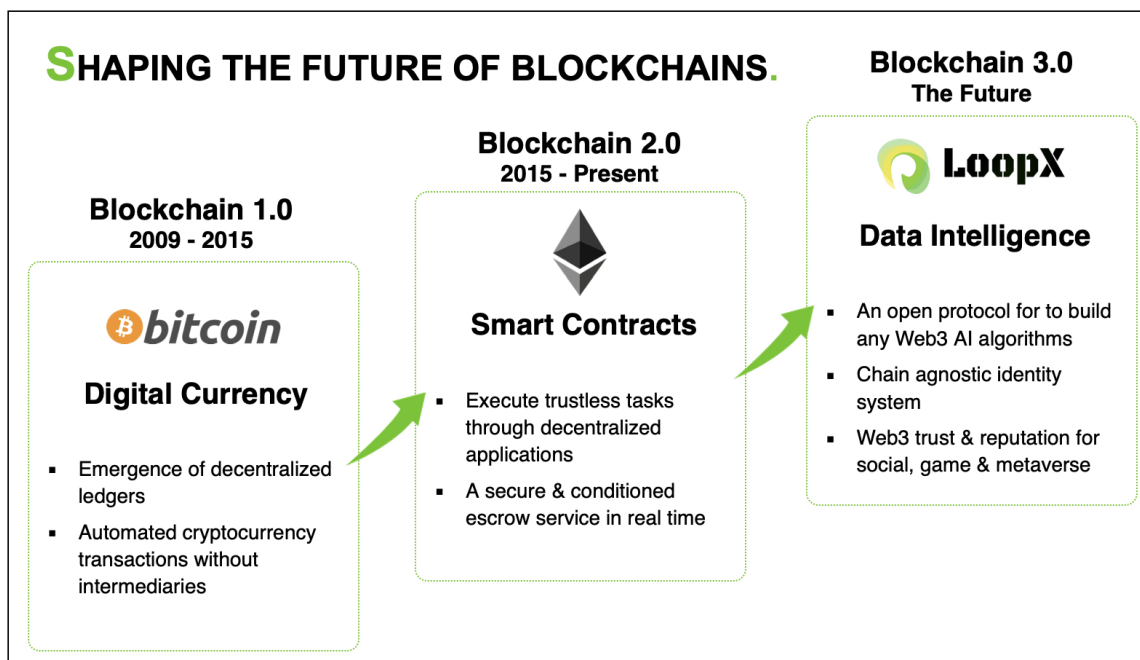 SHAPING THE FUTURE OF BLOCKCHAINS.
Blockchain 1.0
2009 - 2015
bitcoin
Digital Currency
▪ Emergence of decentralized
ledgers
▪ Automated cryptocurrency
transactions without
intermediaries
Blockchain 2.0
2015 - Present
Smart Contracts
▪ Execute trustless tasks
through decentralized
applications
▪ A secure & conditioned
escrow service in real time
Blockchain 3.0
The Future
LoopX
Data Intelligence
▪ An open protocol for to build
any Web3 AI algorithms
▪ Chain agnostic identity
system
▪ Web3 trust & reputation for
social, game & metaverse